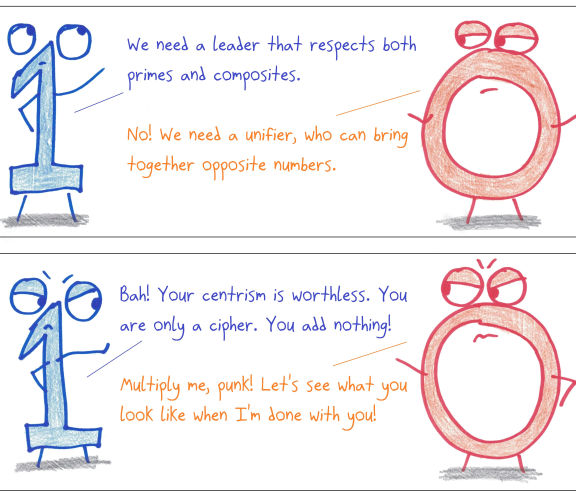 We need a leader that respects both
primes and composites.
No! We need a unifier, who can bring
together opposite numbers.
Bah! Your centrism is worthless. You
are only a cipher. You add nothing!
Multiply me, punk! Let's see what you
look like when I'm done with you!